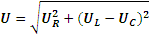 U = √(U_R² + (U_L − U_C)²)